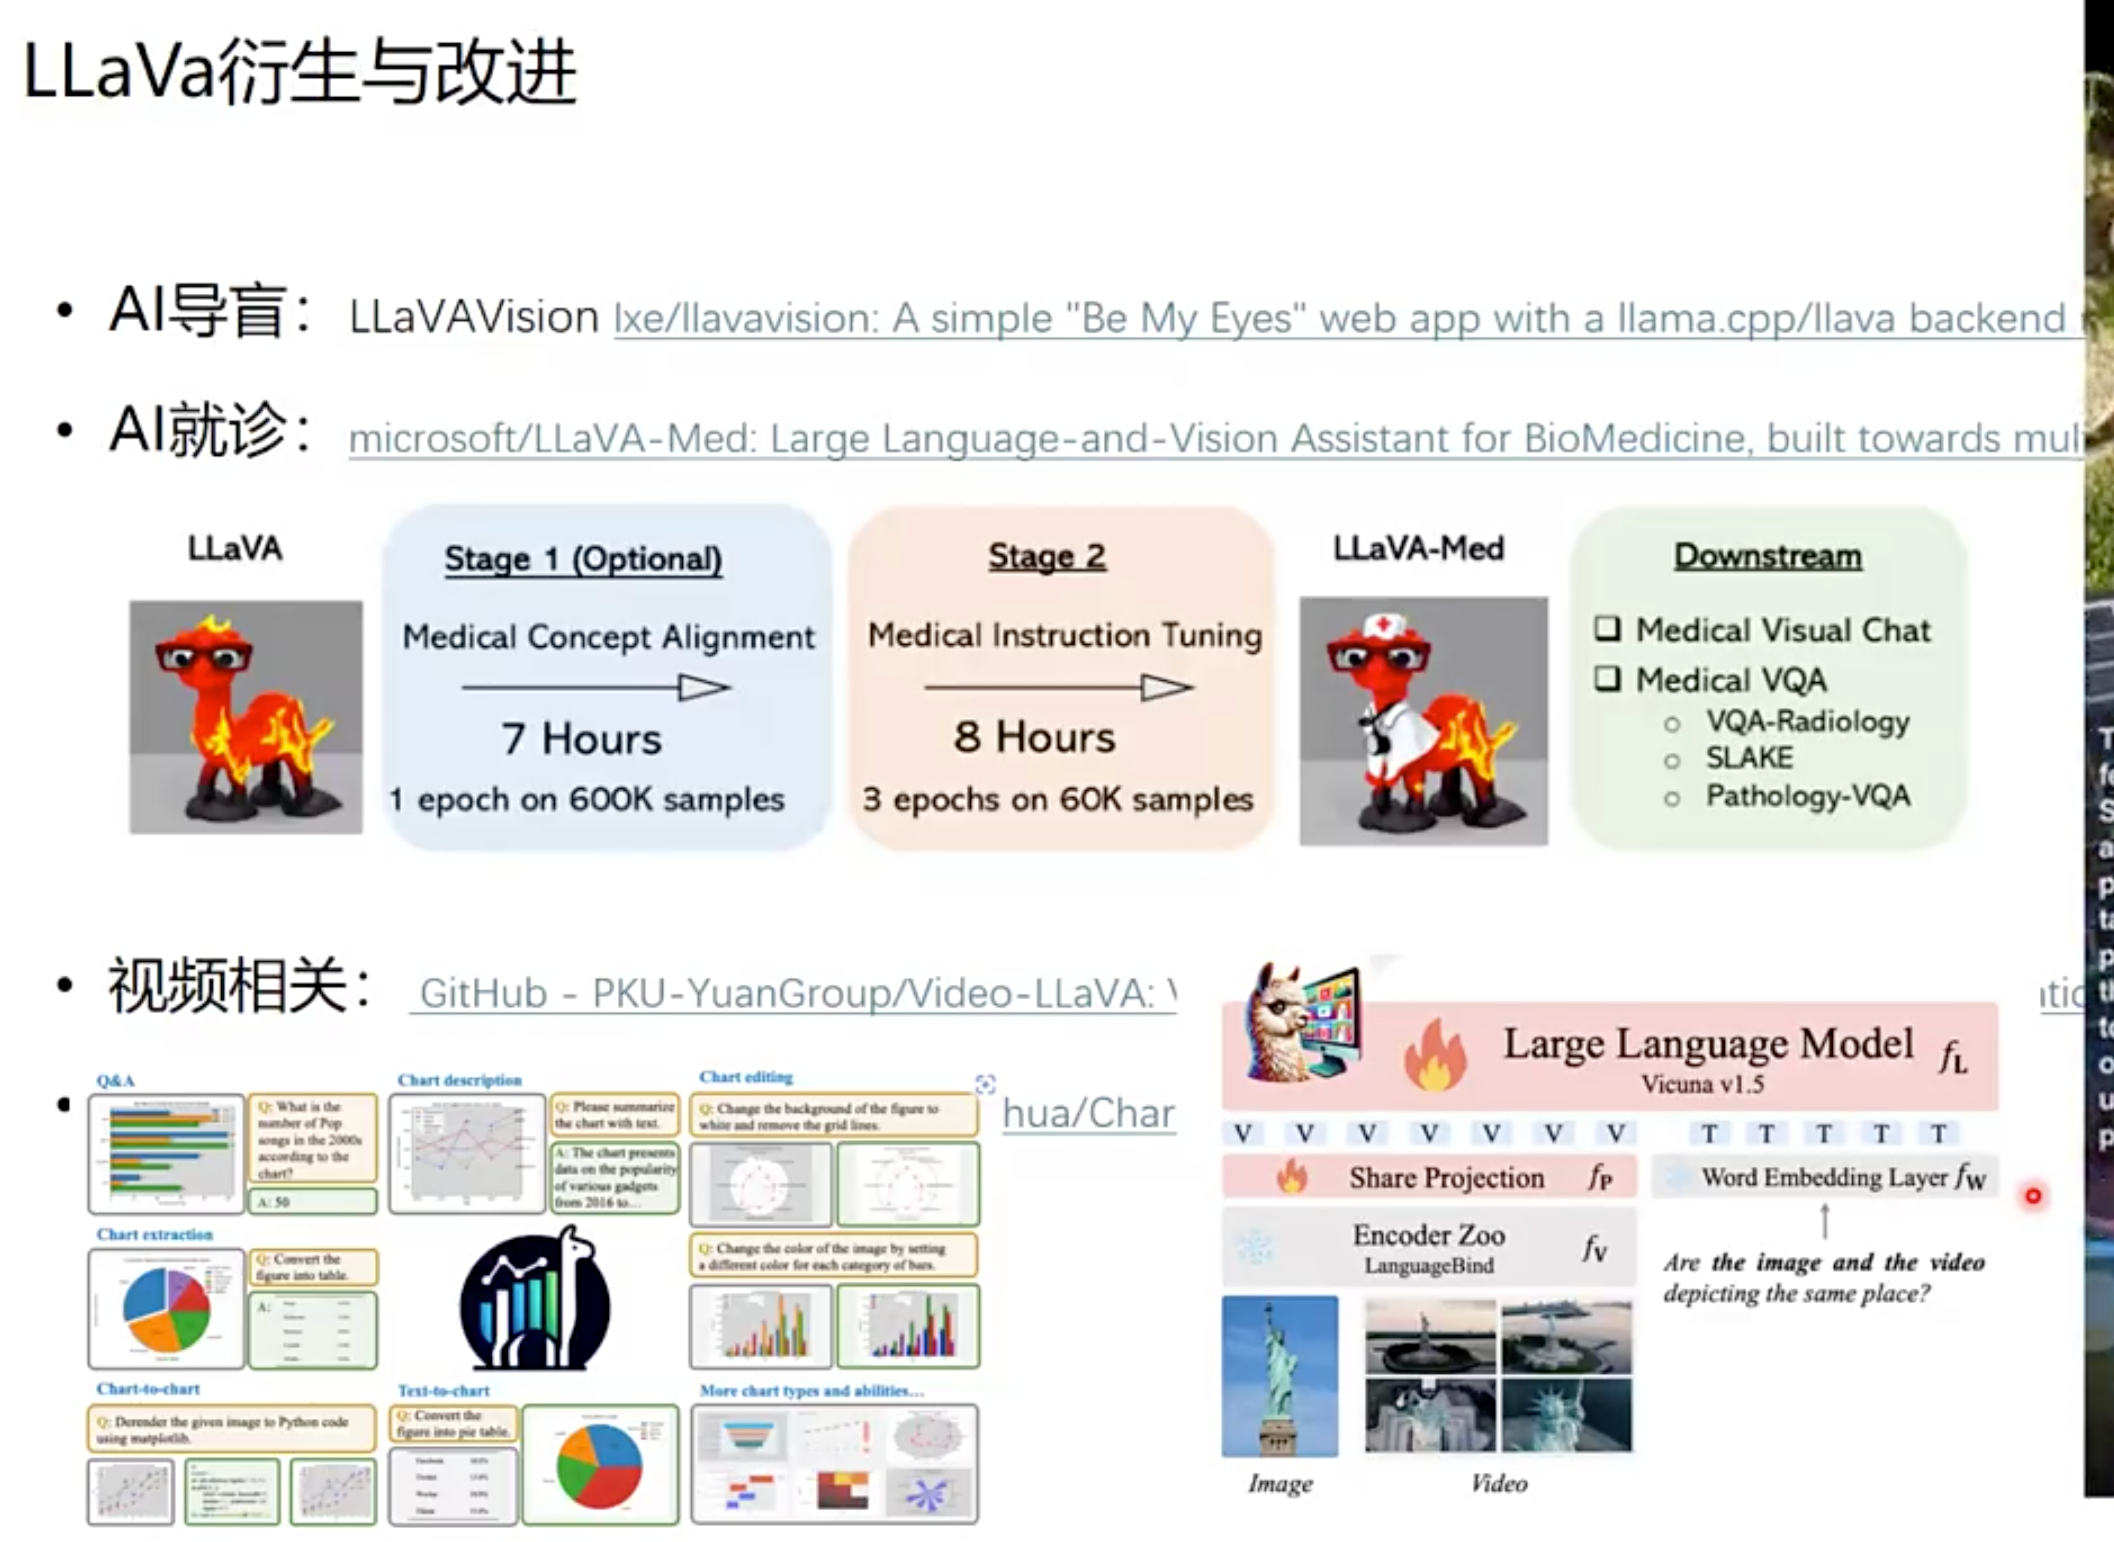 LLaVa衍生与改进
• AI导盲： LLaVAVision lxe/llavavision: A simple "Be My Eyes" web app with a llama.cpp/llava backend
• AI就诊： microsoft/LLaVA-Med: Large Language-and-Vision Assistant for BioMedicine, built towards mul
LLaVA
Stage 1 (Optional)
Medical Concept Alignment
7 Hours
1 epoch on 600K samples
Stage 2
Medical Instruction Tuning
8 Hours
3 epochs on 60K samples
LLaVA-Med
Downstream
Medical Visual Chat
Medical VQA
VQA-Radiology
SLAKE
Pathology-VQA
• 视频相关： GitHub - PKU-YuanGroup/Video-LLaVA:
hua/Char
Q&A
Q: What is the
number of Pop
songs in the 2000s
according to the
chart?
A: 50
Chart description
Q: Please summarize
the chart with text.
A: The chart presents
data on the popularity
of various gadgets
from 2016 to...
Chart editing
Q: Change the background of the figure to
white and remove the grid lines.
Q: Change the color of the image by setting
a different color for each category of bars.
Chart extraction
Q: Convert the
figure into table.
A:
Chart-to-chart
Q: Derender the given image to Python code
using matplotlib.
Text-to-chart
Q: Convert the
figure into pie table.
More chart types and abilities...
Large Language Model fL
Vicuna v1.5
V V V V V V V T T T T T
Share Projection fP
Word Embedding Layer fW
Encoder Zoo fV
LanguageBind
Are the image and the video
depicting the same place?
Image
Video